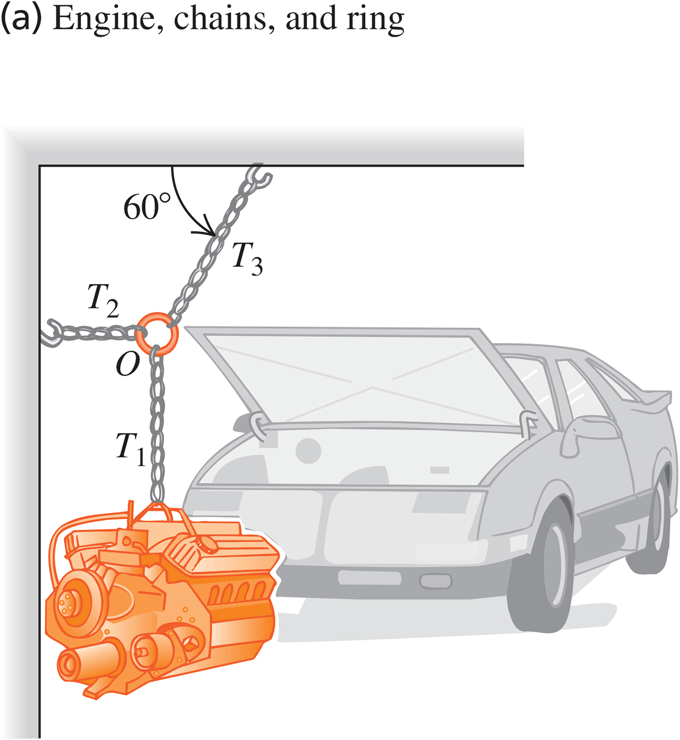 (a) Engine, chains, and ring
60°
T3
T2
O
T1